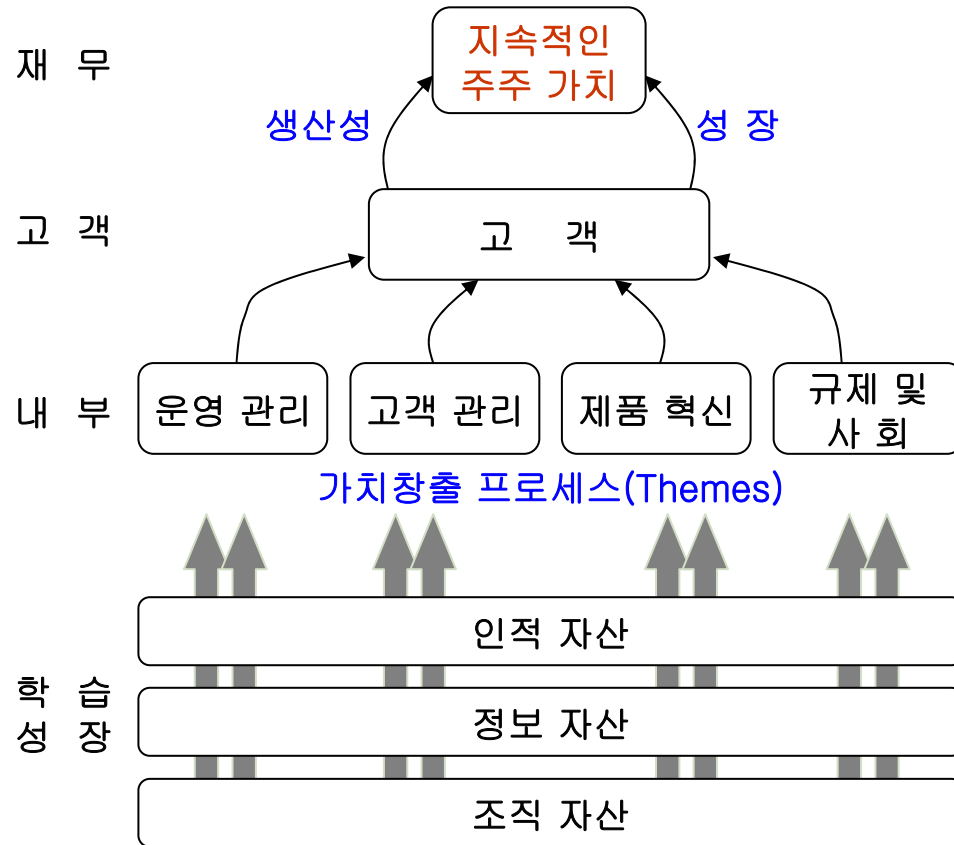 재 무
지속적인
주주 가치
생산성
성 장
고 객
고 객
내 부
운영 관리
고객 관리
제품 혁신
규제 및
사 회
가치창출 프로세스(Themes)
인적 자산
학 습
성 장
정보 자산
조직 자산